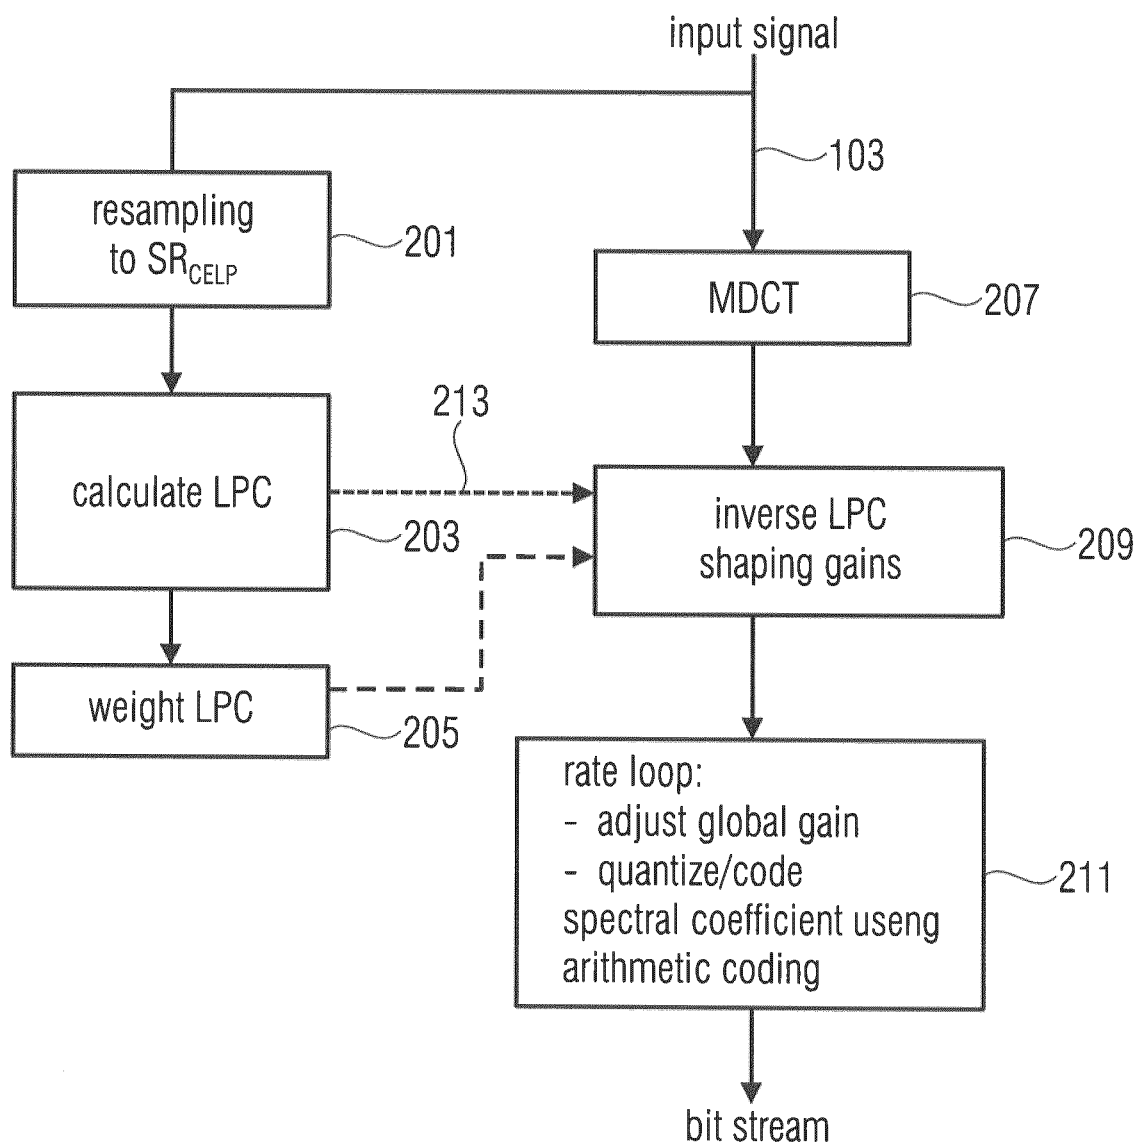 input signal
103
resampling
to SRCELP
201
MDCT
207
213
calculate LPC
203
inverse LPC
shaping gains
209
weight LPC
205
rate loop:
- adjust global gain
- quantize/code
spectral coefficient useng
arithmetic coding
211
bit stream